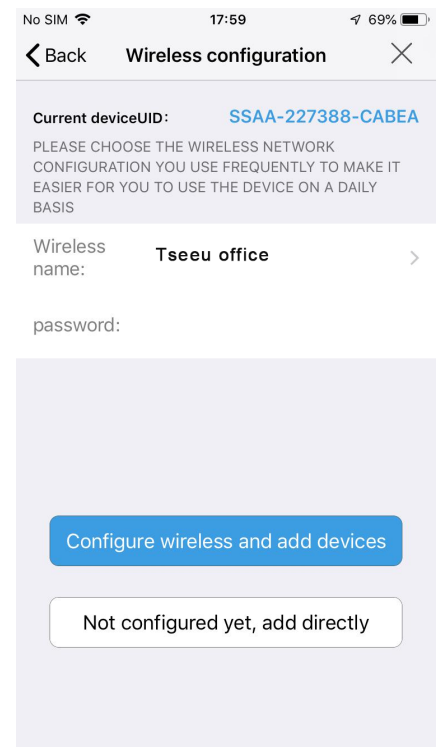 No SIM 17:59 69%
Back Wireless configuration
Current deviceUID: SSAA-227388-CABEA
PLEASE CHOOSE THE WIRELESS NETWORK
CONFIGURATION YOU USE FREQUENTLY TO MAKE IT
EASIER FOR YOU TO USE THE DEVICE ON A DAILY
BASIS
Wireless
name: Tseeu office
password:
Configure wireless and add devices
Not configured yet, add directly